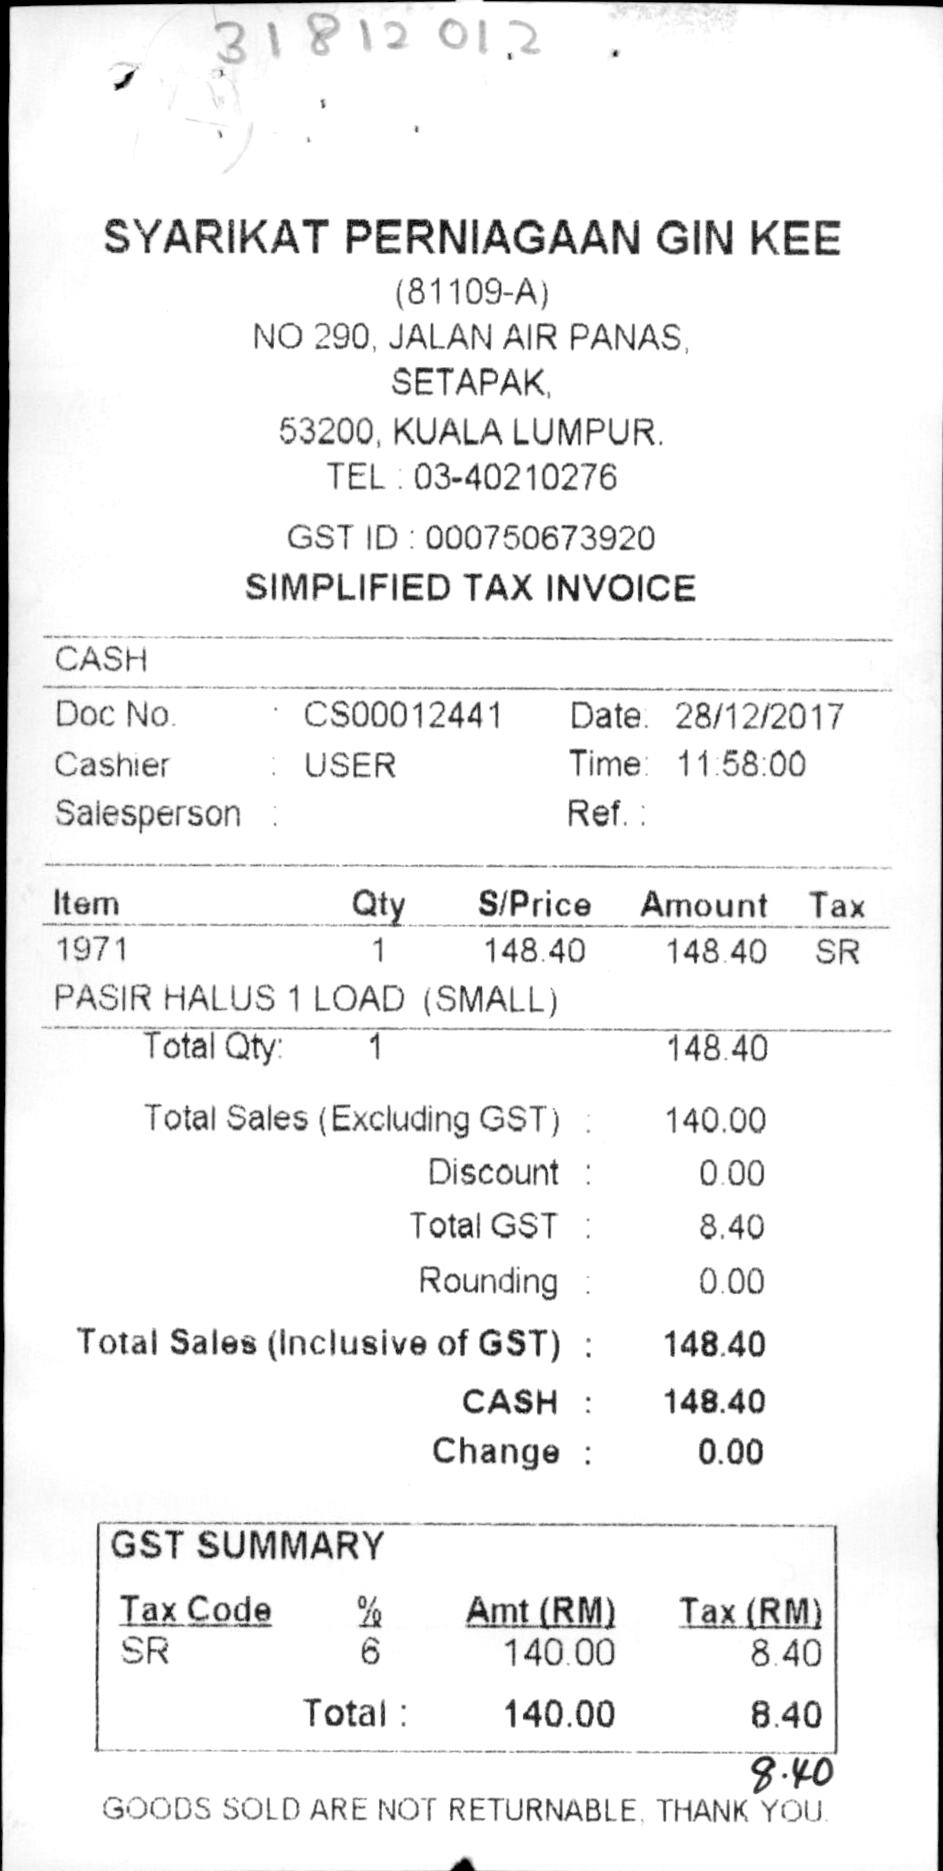 31812012
SYARIKAT PERNIAGAAN GIN KEE
(81109-A)
NO 290, JALAN AIR PANAS,
SETAPAK,
53200, KUALA LUMPUR.
TEL : 03-40210276
GST ID : 000750673920
SIMPLIFIED TAX INVOICE
CASH
Doc No. : CS00012441 Date: 28/12/2017
Cashier : USER Time: 11:58:00
Salesperson : Ref. :
Item Qty S/Price Amount Tax
1971 1 148.40 148.40 SR
PASIR HALUS 1 LOAD (SMALL)
Total Qty: 1 148.40
Total Sales (Excluding GST) : 140.00
Discount : 0.00
Total GST : 8.40
Rounding : 0.00
Total Sales (Inclusive of GST) : 148.40
CASH : 148.40
Change : 0.00
GST SUMMARY
Tax Code % Amt (RM) Tax (RM)
SR 6 140.00 8.40
Total : 140.00 8.40
8.40
GOODS SOLD ARE NOT RETURNABLE, THANK YOU.